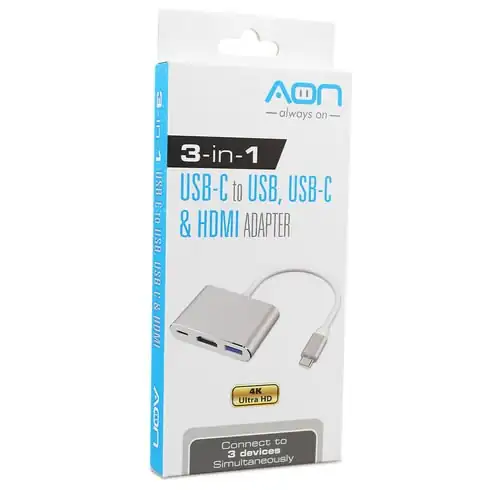 AON
always on
3-in-1
USB-C to USB, USB-C
& HDMI ADAPTER
4K
Ultra HD
Connect to
3 devices
Simultaneously
3-in-1 USB-C to USB, USB-C & HDMI
AON